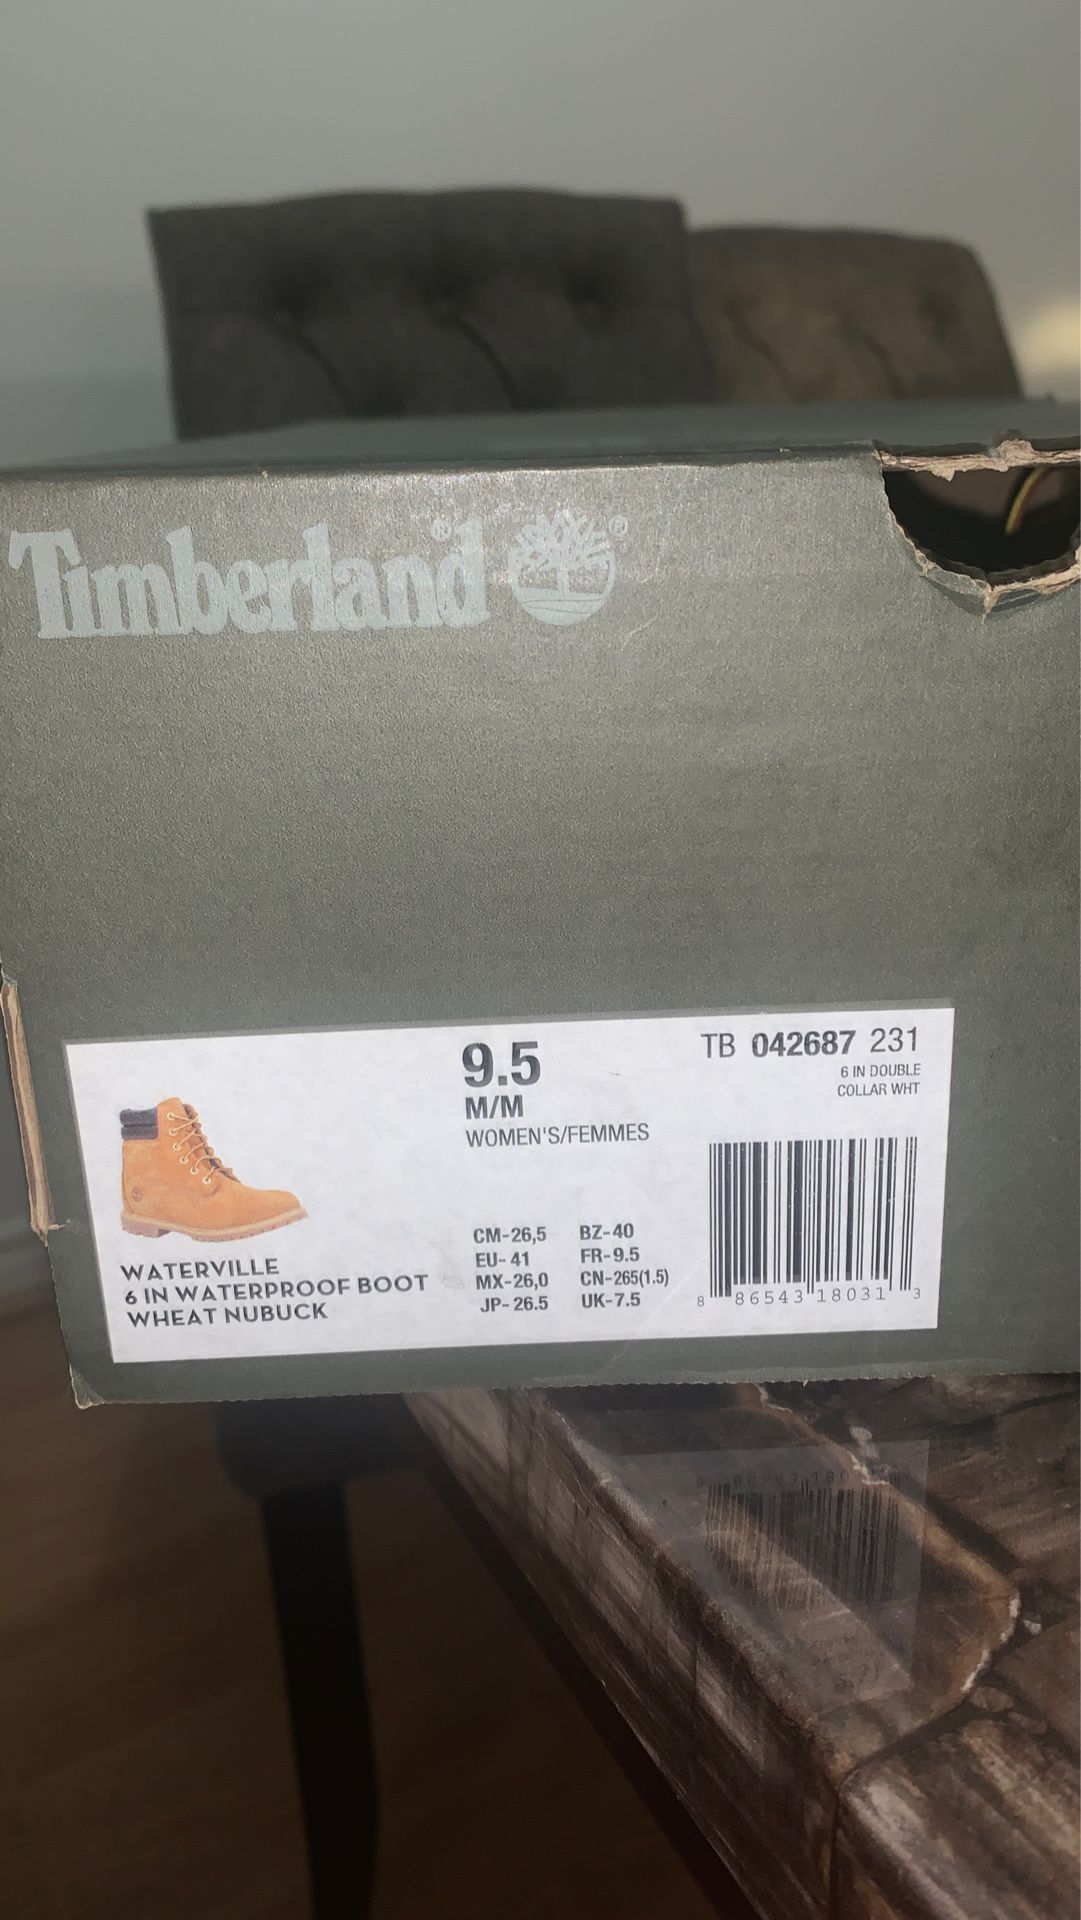 Timberland®®
9.5
M/M
WOMEN'S/FEMMES
TB 042687 231
6 IN DOUBLE
COLLAR WHT
WATERVILLE
6 IN WATERPROOF BOOT
WHEAT NUBUCK
CM-26,5 BZ-40
EU-41 FR-9.5
MX-26,0 CN-265(1.5)
JP-26.5 UK-7.5
8 86543 18031 3